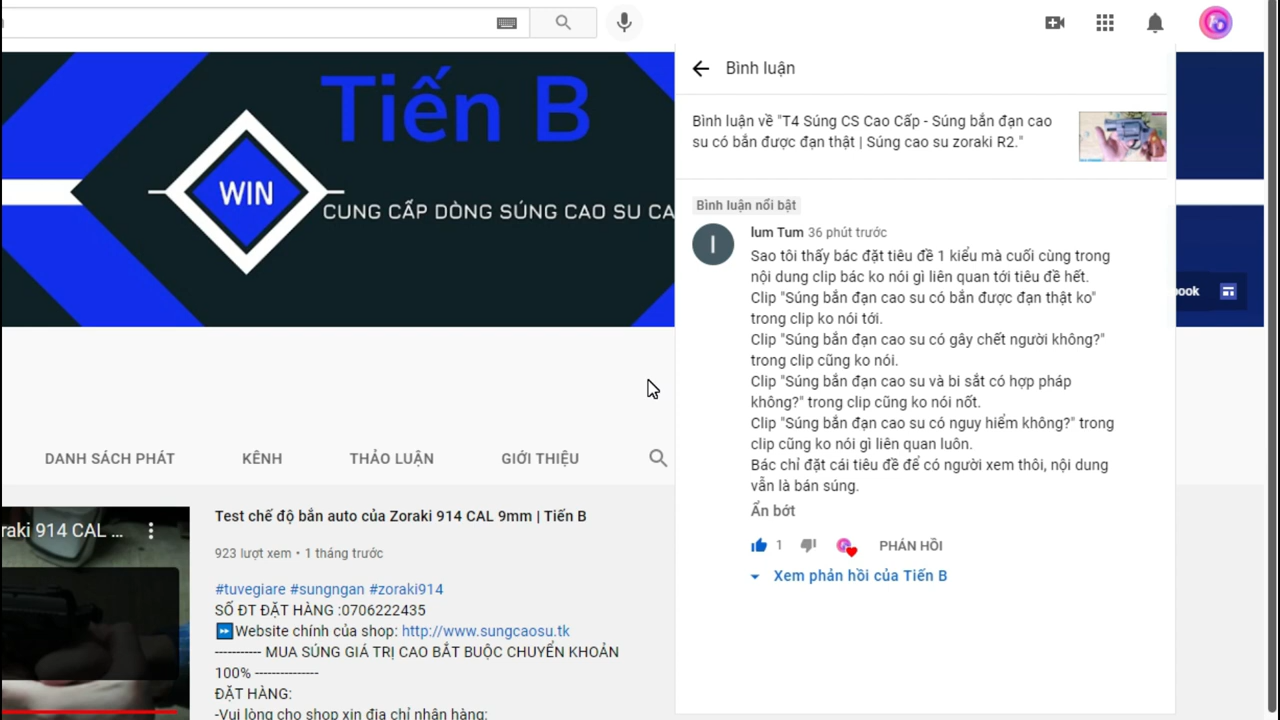 Tiến B
WIN
CUNG CẤP DÒNG SÚNG CAO SU CA
Bình luận
Bình luận về "T4 Súng CS Cao Cấp - Súng bắn đạn cao
su có bắn được đạn thật | Súng cao su zoraki R2."
Bình luận nổi bật
I
lum Tum 36 phút trước
Sao tôi thấy bác đặt tiêu đề 1 kiểu mà cuối cùng trong
nội dung clip bác ko nói gì liên quan tới tiêu đề hết.
Clip "Súng bắn đạn cao su có bắn được đạn thật ko"
trong clip ko nói tới.
Clip "Súng bắn đạn cao su có gây chết người không?"
trong clip cũng ko nói.
Clip "Súng bắn đạn cao su và bi sắt có hợp pháp
không?" trong clip cũng ko nói nốt.
Clip "Súng bắn đạn cao su có nguy hiểm không?" trong
clip cũng ko nói gì liên quan luôn.
Bác chỉ đặt cái tiêu đề để có người xem thôi, nội dung
vẫn là bán súng.
Ẩn bớt
1 PHẢN HỒI
Xem phản hồi của Tiến B
ook
DANH SÁCH PHÁT KÊNH THẢO LUẬN GIỚI THIỆU
raki 914 CAL ...
Test chế độ bắn auto của Zoraki 914 CAL 9mm | Tiến B
923 lượt xem • 1 tháng trước
#tuvegiare #sungngan #zoraki914
SỐ ĐT ĐẶT HÀNG :0706222435
Website chính của shop: http://www.sungcaosu.tk
----------- MUA SÚNG GIÁ TRỊ CAO BẮT BUỘC CHUYỂN KHOẢN
100% ---------------
ĐẶT HÀNG:
-Vui lòng cho shop xin địa chỉ nhận hàng: